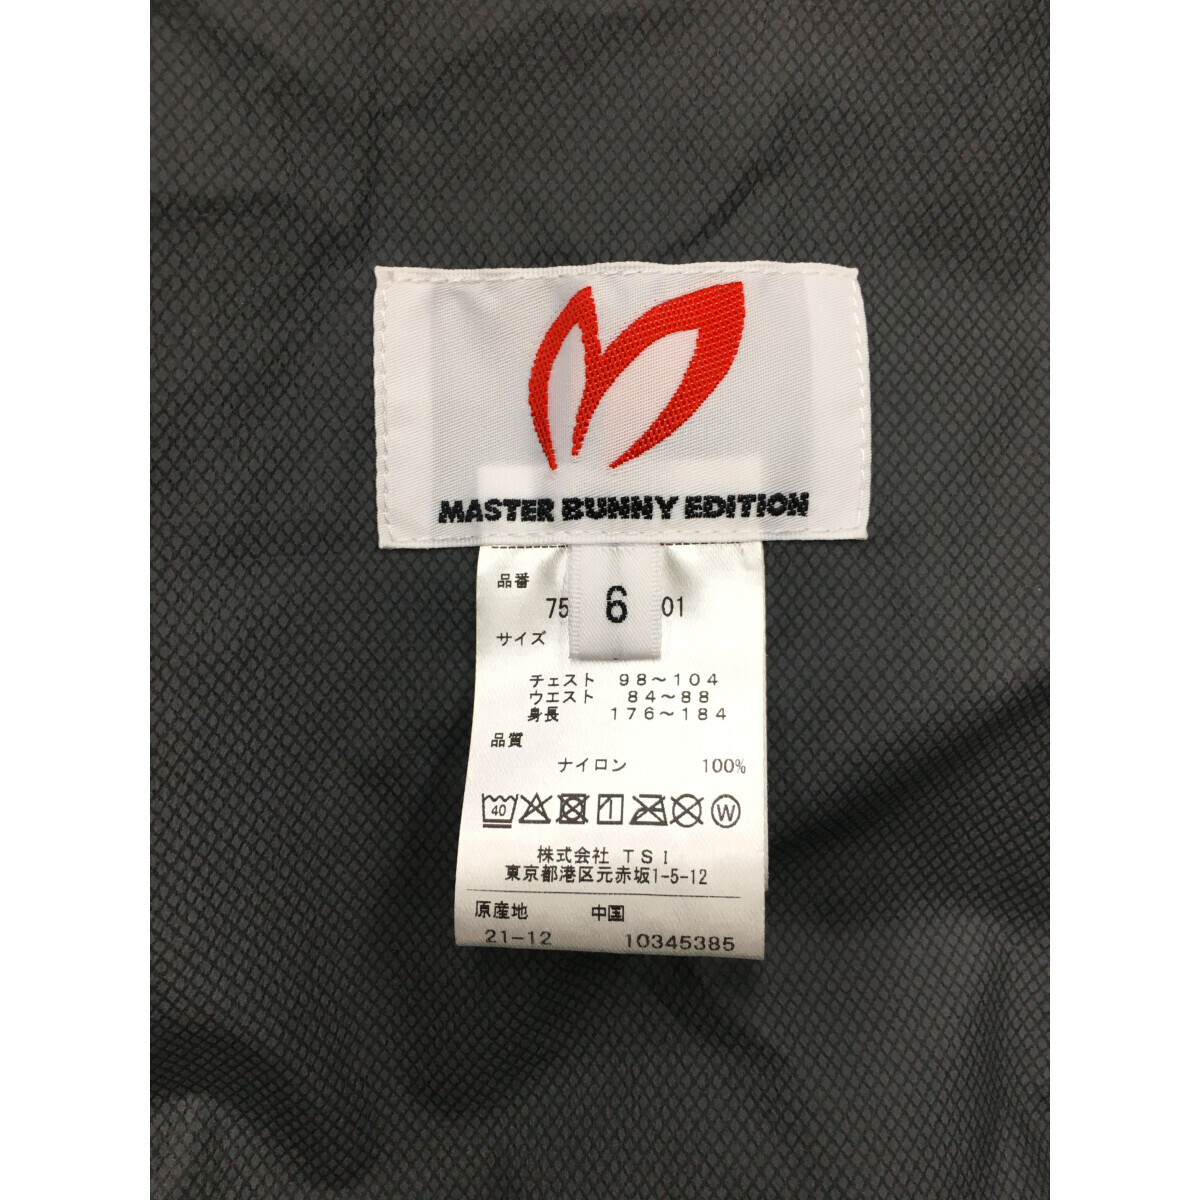 MASTER BUNNY EDITION
品番
75 6 01
サイズ
チェスト 98～104
ウエスト 84～88
身長 176～184
品質
ナイロン 100%
40 W
株式会社 TSI
東京都港区元赤坂1-5-12
原産地 中国
21-12 10345385